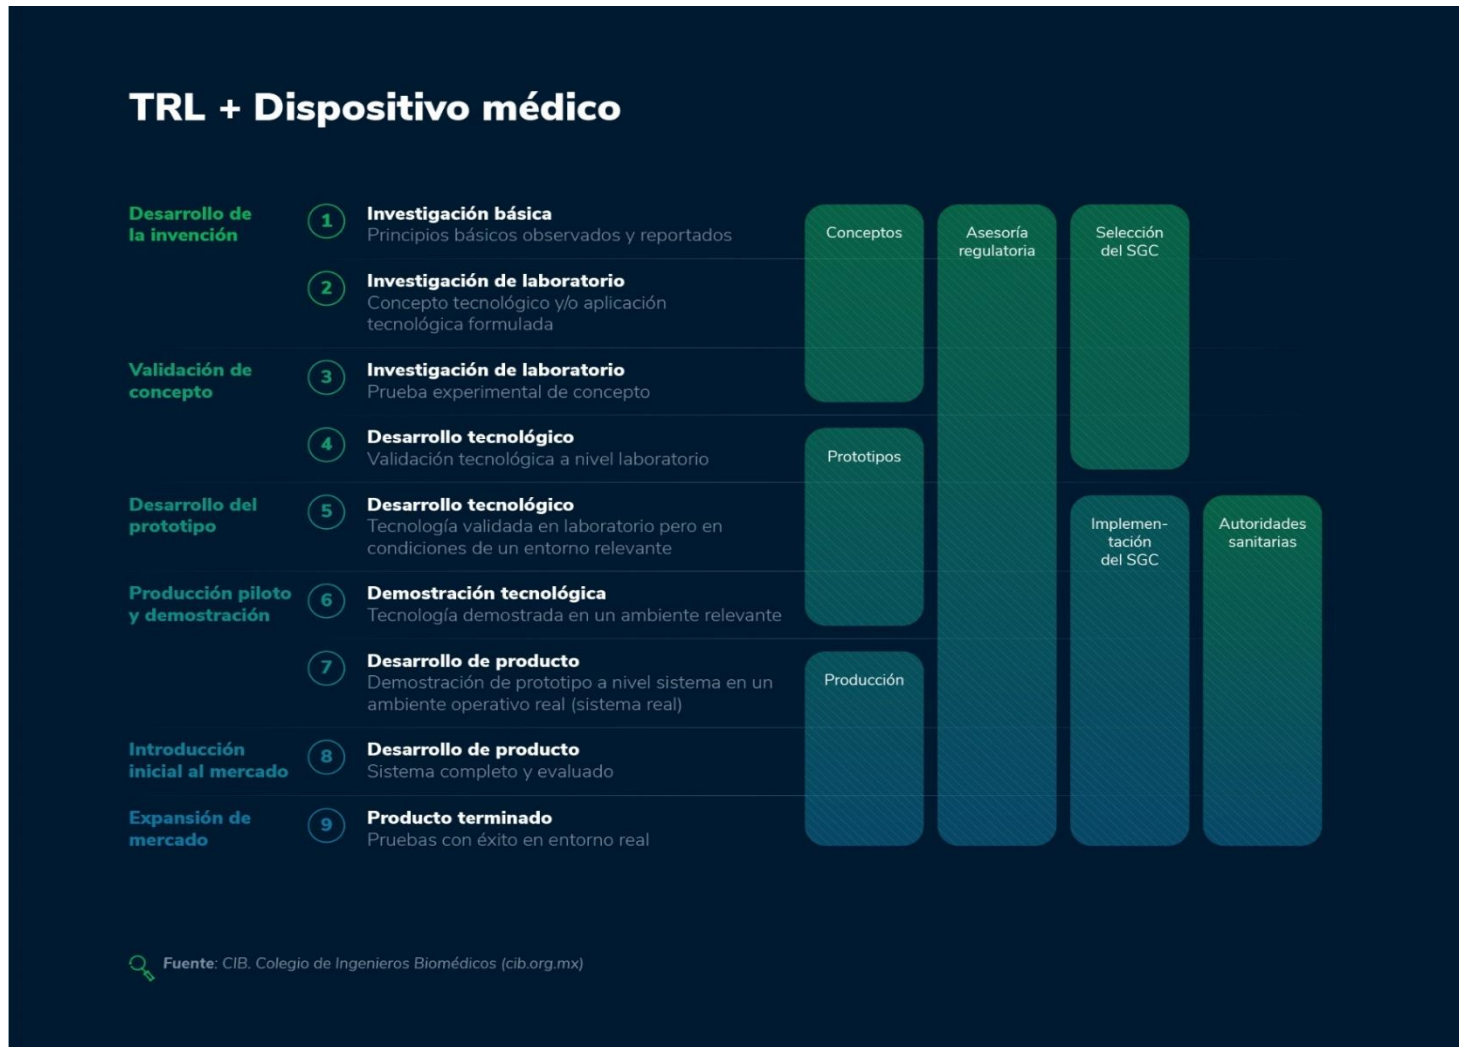 TRL + Dispositivo médico
Desarrollo de
la invención
1
Investigación básica
Principios básicos observados y reportados
2
Investigación de laboratorio
Concepto tecnológico y/o aplicación
tecnológica formulada
Validación de
concepto
3
Investigación de laboratorio
Prueba experimental de concepto
4
Desarrollo tecnológico
Validación tecnológica a nivel laboratorio
Desarrollo del
prototipo
5
Desarrollo tecnológico
Tecnología validada en laboratorio pero en
condiciones de un entorno relevante
Producción piloto
y demostración
6
Demostración tecnológica
Tecnología demostrada en un ambiente relevante
7
Desarrollo de producto
Demostración de prototipo a nivel sistema en un
ambiente operativo real (sistema real)
Introducción
inicial al mercado
8
Desarrollo de producto
Sistema completo y evaluado
Expansión de
mercado
9
Producto terminado
Pruebas con éxito en entorno real
Conceptos
Prototipos
Producción
Asesoría
regulatoria
Selección
del SGC
Implemen-
tación
del SGC
Autoridades
sanitarias
Fuente: CIB. Colegio de Ingenieros Biomédicos (cib.org.mx)